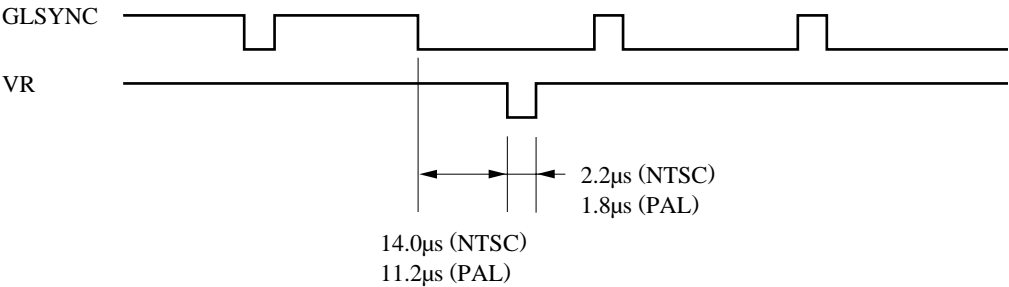 GLSYNC
VR
2.2μs (NTSC)
1.8μs (PAL)
14.0μs (NTSC)
11.2μs (PAL)